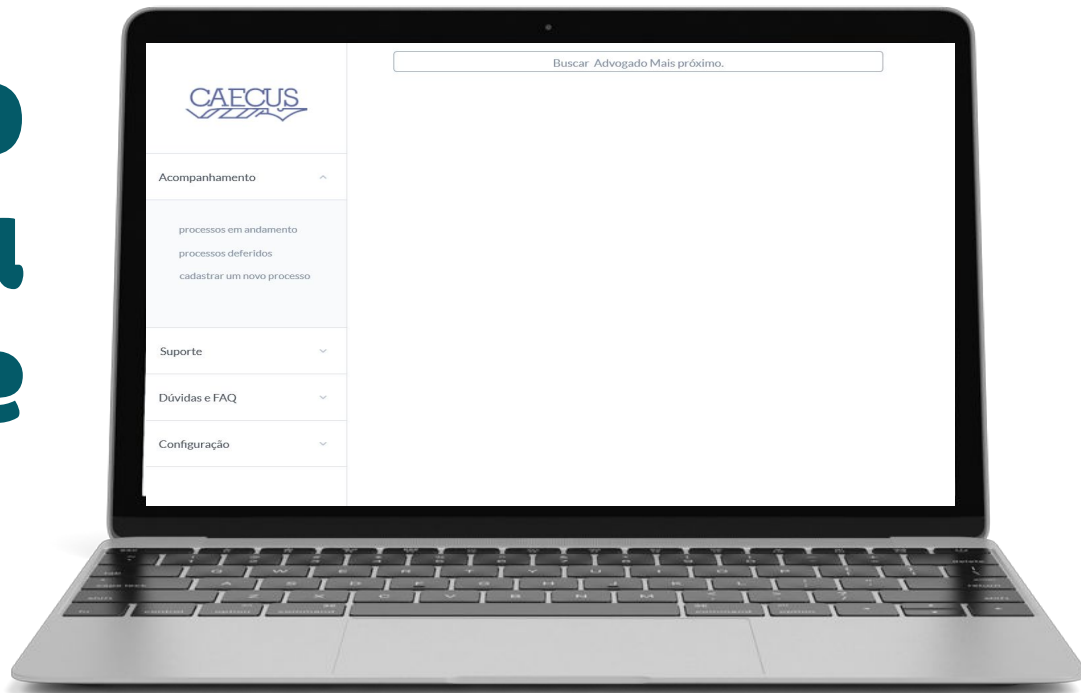 Buscar Advogado Mais próximo.
CAECUS
Acompanhamento
processos em andamento
processos deferidos
cadastrar um novo processo
Suporte
Dúvidas e FAQ
Configuração